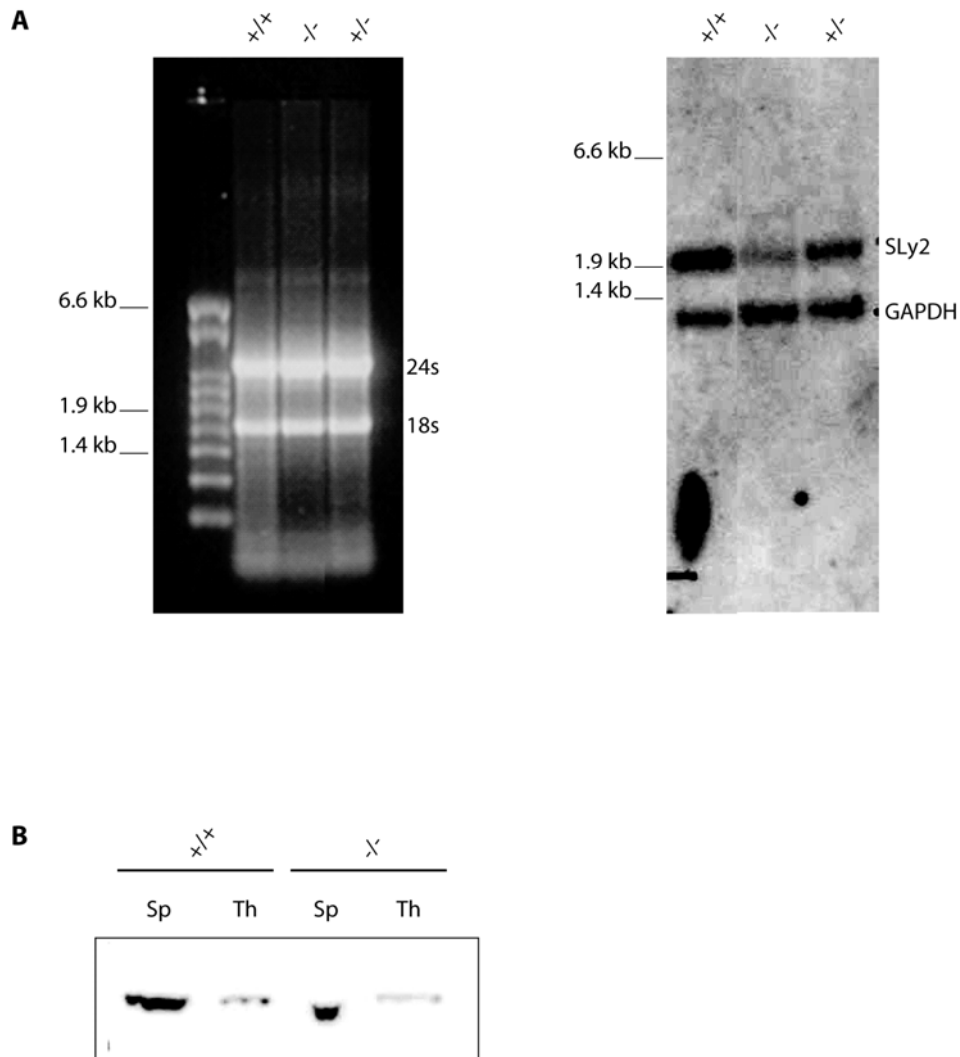 A
+/+ -/- +/- +/+ -/- +/-
6.6 kb
1.9 kb
1.4 kb
24s
18s
6.6 kb
1.9 kb
1.4 kb
SLy2
GAPDH
B
+/+ -/-
Sp Th Sp Th